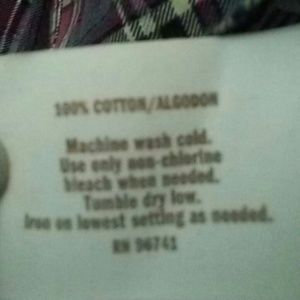 100% COTTON/ALGODON
Machine wash cold.
Use only non-chlorine
bleach when needed.
Tumble dry low.
Iron on lowest setting as needed.
RN 96741